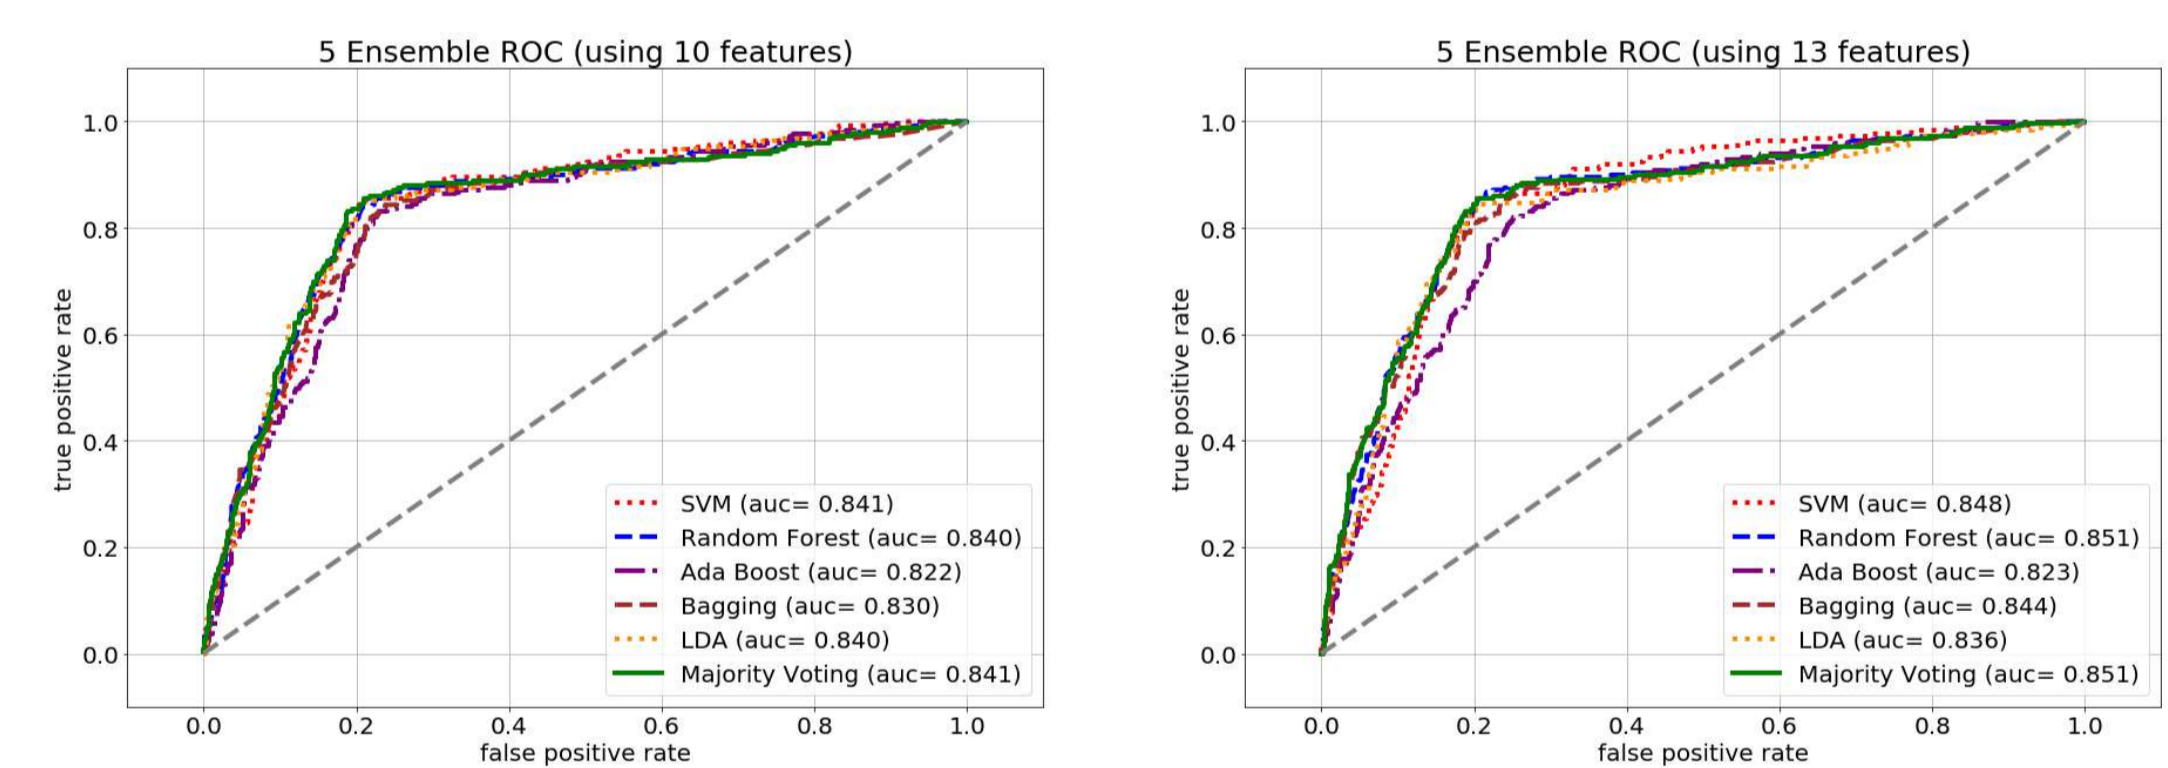 5 Ensemble ROC (using 10 features)
true positive rate
1.0
0.8
0.6
0.4
0.2
0.0
SVM (auc= 0.841)
Random Forest (auc= 0.840)
Ada Boost (auc= 0.822)
Bagging (auc= 0.830)
LDA (auc= 0.840)
Majority Voting (auc= 0.841)
0.0 0.2 0.4 0.6 0.8 1.0
false positive rate
5 Ensemble ROC (using 13 features)
true positive rate
1.0
0.8
0.6
0.4
0.2
0.0
SVM (auc= 0.848)
Random Forest (auc= 0.851)
Ada Boost (auc= 0.823)
Bagging (auc= 0.844)
LDA (auc= 0.836)
Majority Voting (auc= 0.851)
0.0 0.2 0.4 0.6 0.8 1.0
false positive rate